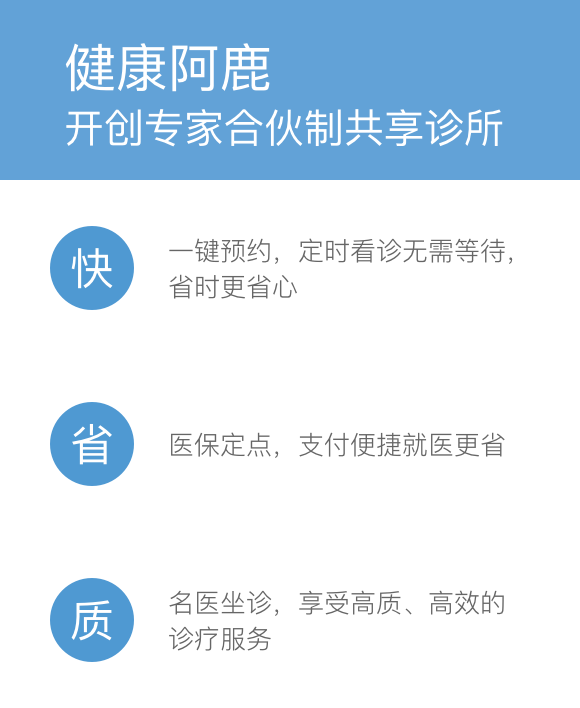 健康阿鹿
开创专家合伙制共享诊所
快
一键预约，定时看诊无需等待，
省时更省心
省
医保定点，支付便捷就医更省
质
名医坐诊，享受高质、高效的
诊疗服务